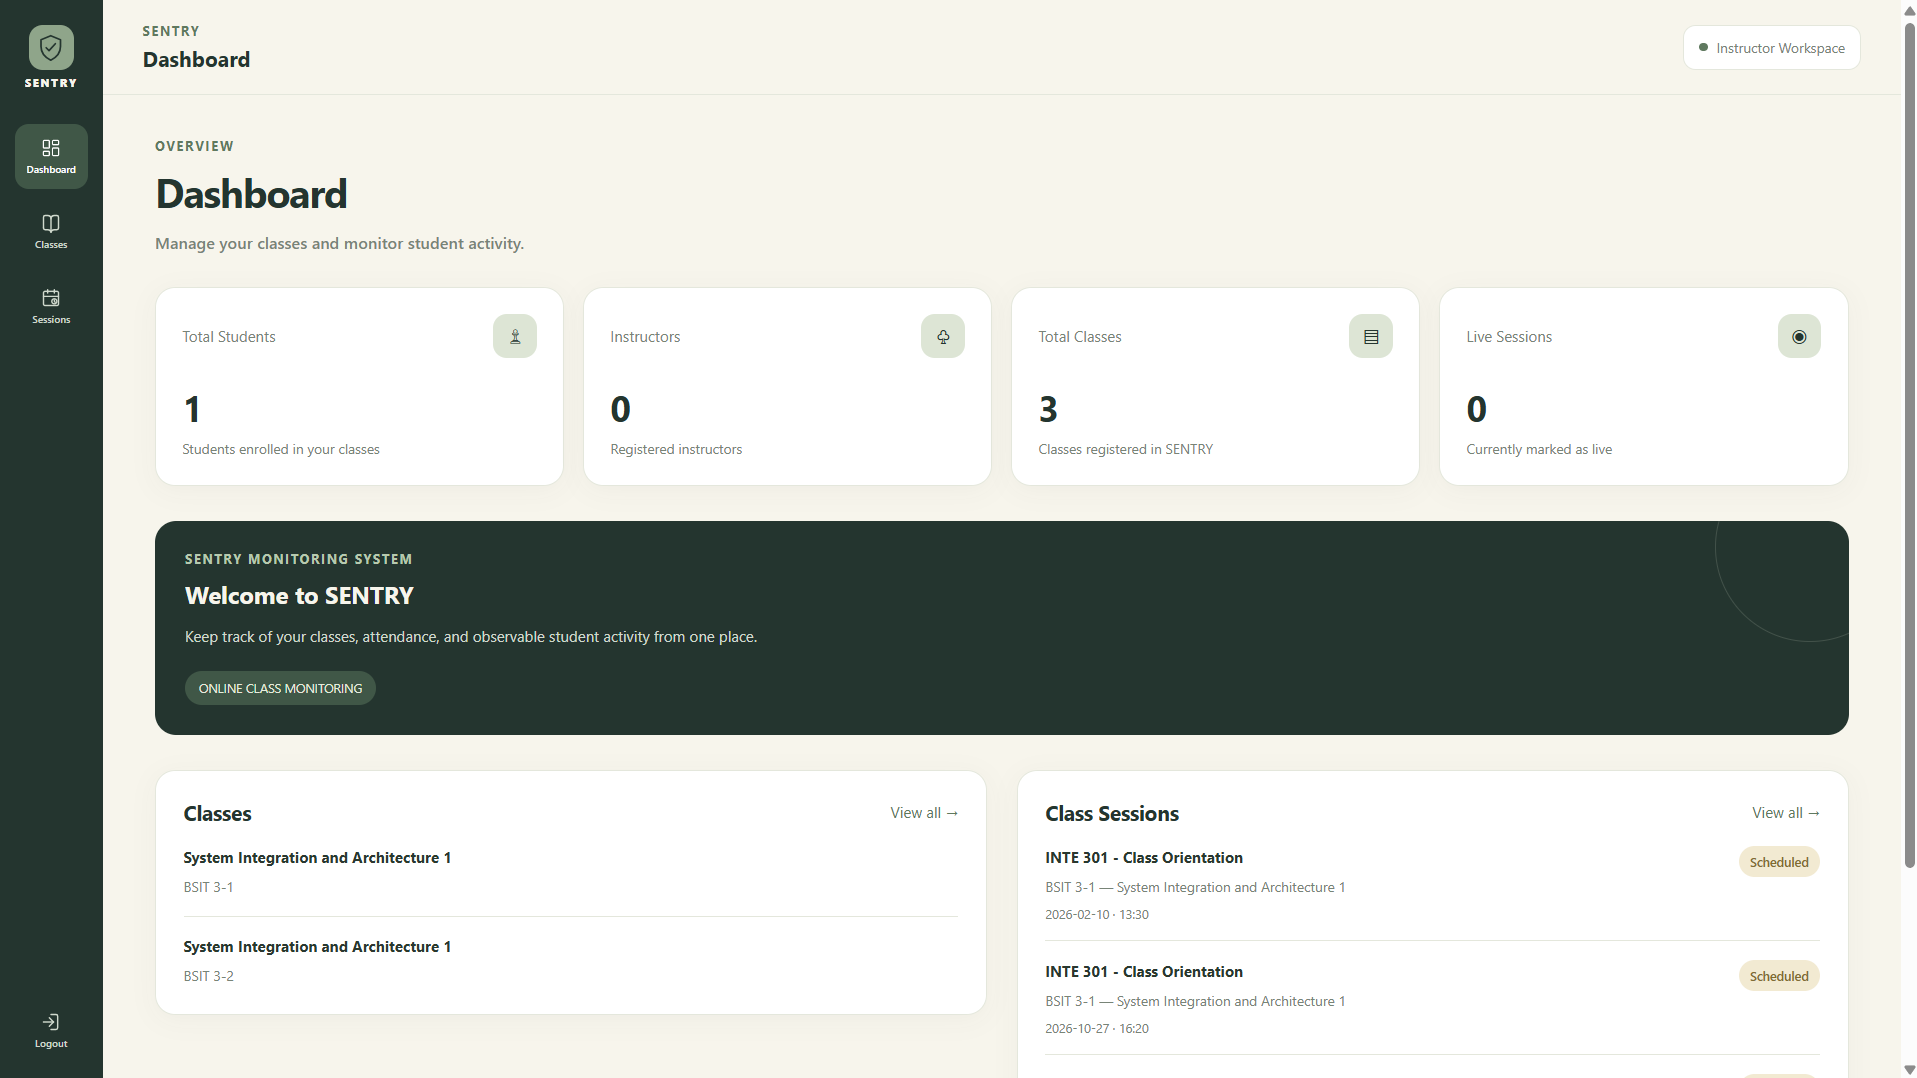 SENTRY
Dashboard
Classes
Sessions
Logout
SENTRY
Dashboard
Instructor Workspace
OVERVIEW
Dashboard
Manage your classes and monitor student activity.
Total Students
1
Students enrolled in your classes
Instructors
0
Registered instructors
Total Classes
3
Classes registered in SENTRY
Live Sessions
0
Currently marked as live
SENTRY MONITORING SYSTEM
Welcome to SENTRY
Keep track of your classes, attendance, and observable student activity from one place.
ONLINE CLASS MONITORING
Classes
View all →
System Integration and Architecture 1
BSIT 3-1
System Integration and Architecture 1
BSIT 3-2
Class Sessions
View all →
INTE 301 - Class Orientation
Scheduled
BSIT 3-1 — System Integration and Architecture 1
2026-02-10 · 13:30
INTE 301 - Class Orientation
Scheduled
BSIT 3-1 — System Integration and Architecture 1
2026-10-27 · 16:20